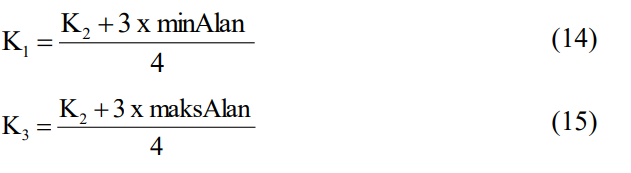 K₁ = (K₂ + 3 x minAlan) / 4 (14)
K₃ = (K₂ + 3 x maksAlan) / 4 (15)